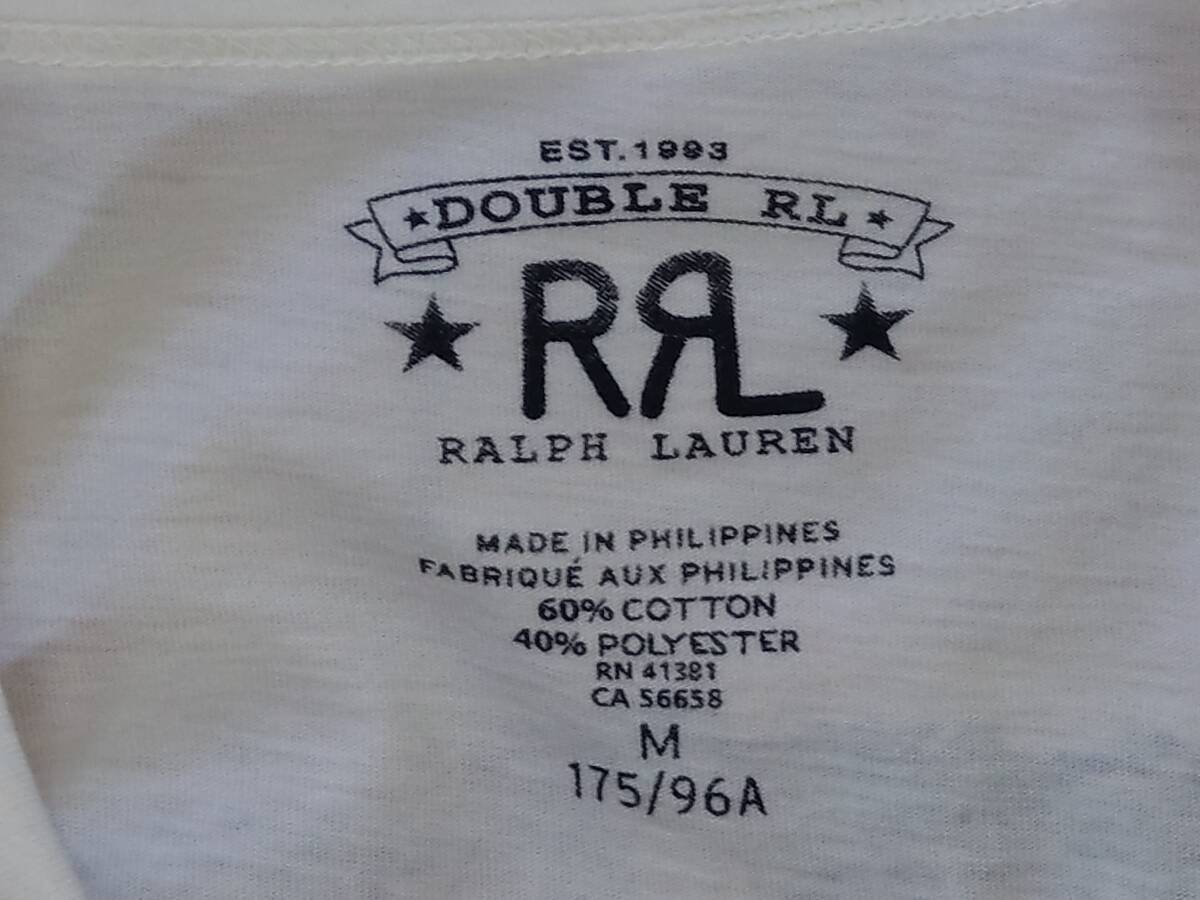 EST.1993
★DOUBLE RL★
RRL
RALPH LAUREN
MADE IN PHILIPPINES
FABRIQUÉ AUX PHILIPPINES
60% COTTON
40% POLYESTER
RN 41381
CA 56658
M
175/96A